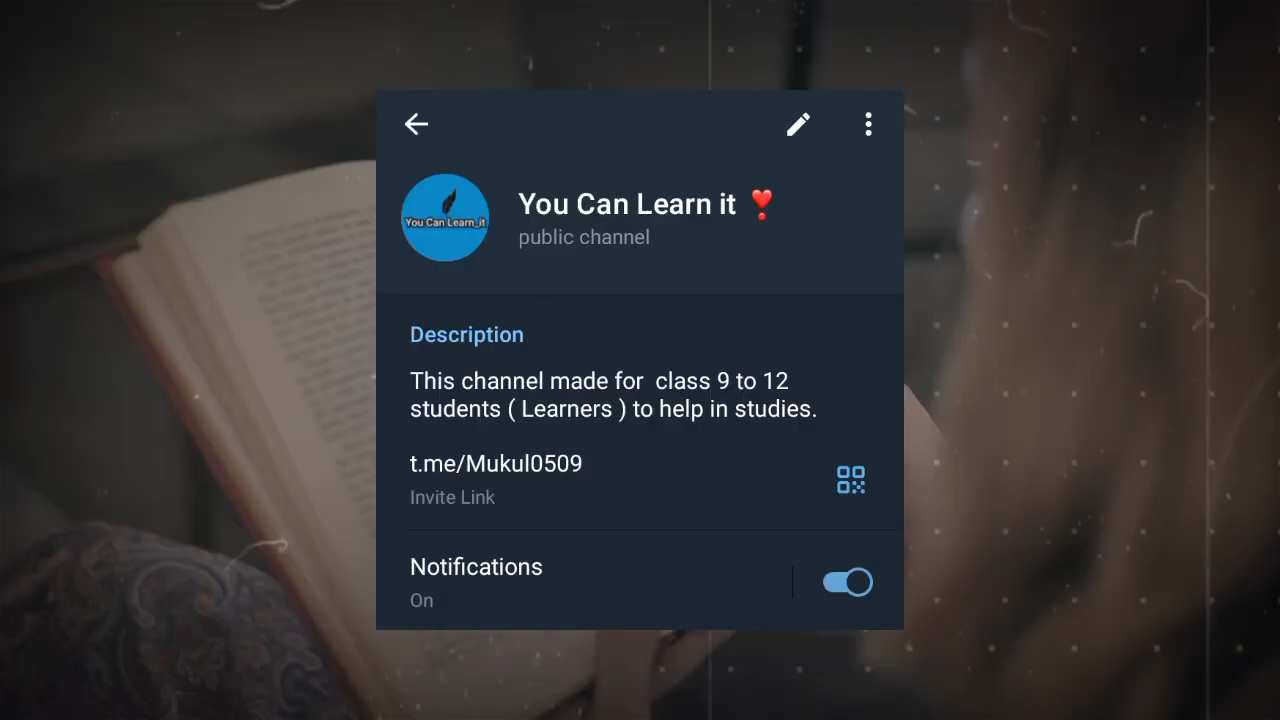 You Can Learn it ❣️
public channel
You Can Learn_it
Description
This channel made for  class 9 to 12
students ( Learners ) to help in studies.
t.me/Mukul0509
Invite Link
Notifications
On